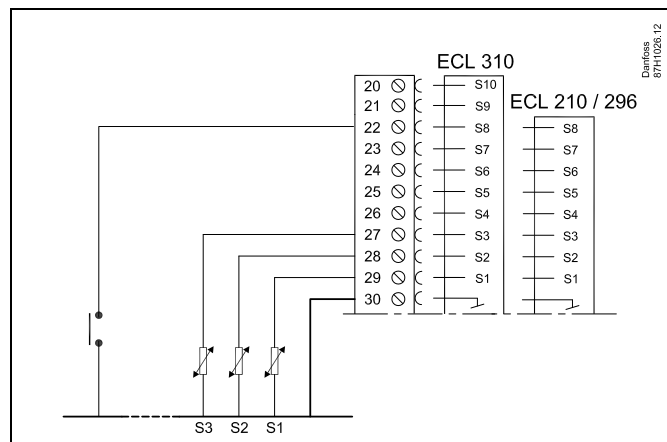 Danfoss
87H1026.12
ECL 310
ECL 210 / 296
20 S10
21 S9
22 S8 S8
23 S7 S7
24 S6 S6
25 S5 S5
26 S4 S4
27 S3 S3
28 S2 S2
29 S1 S1
30
S3 S2 S1